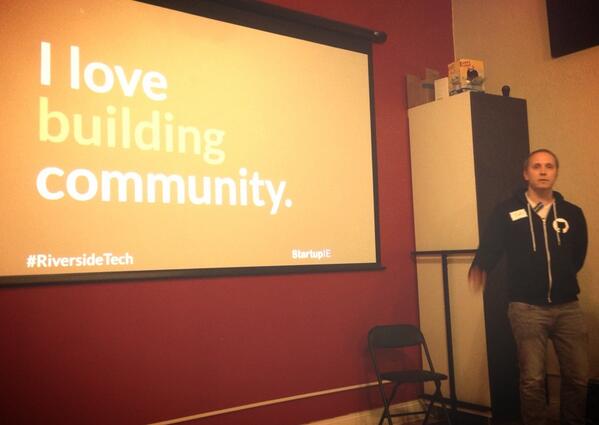 I love
building
community.
#RiversideTech
StartupIE